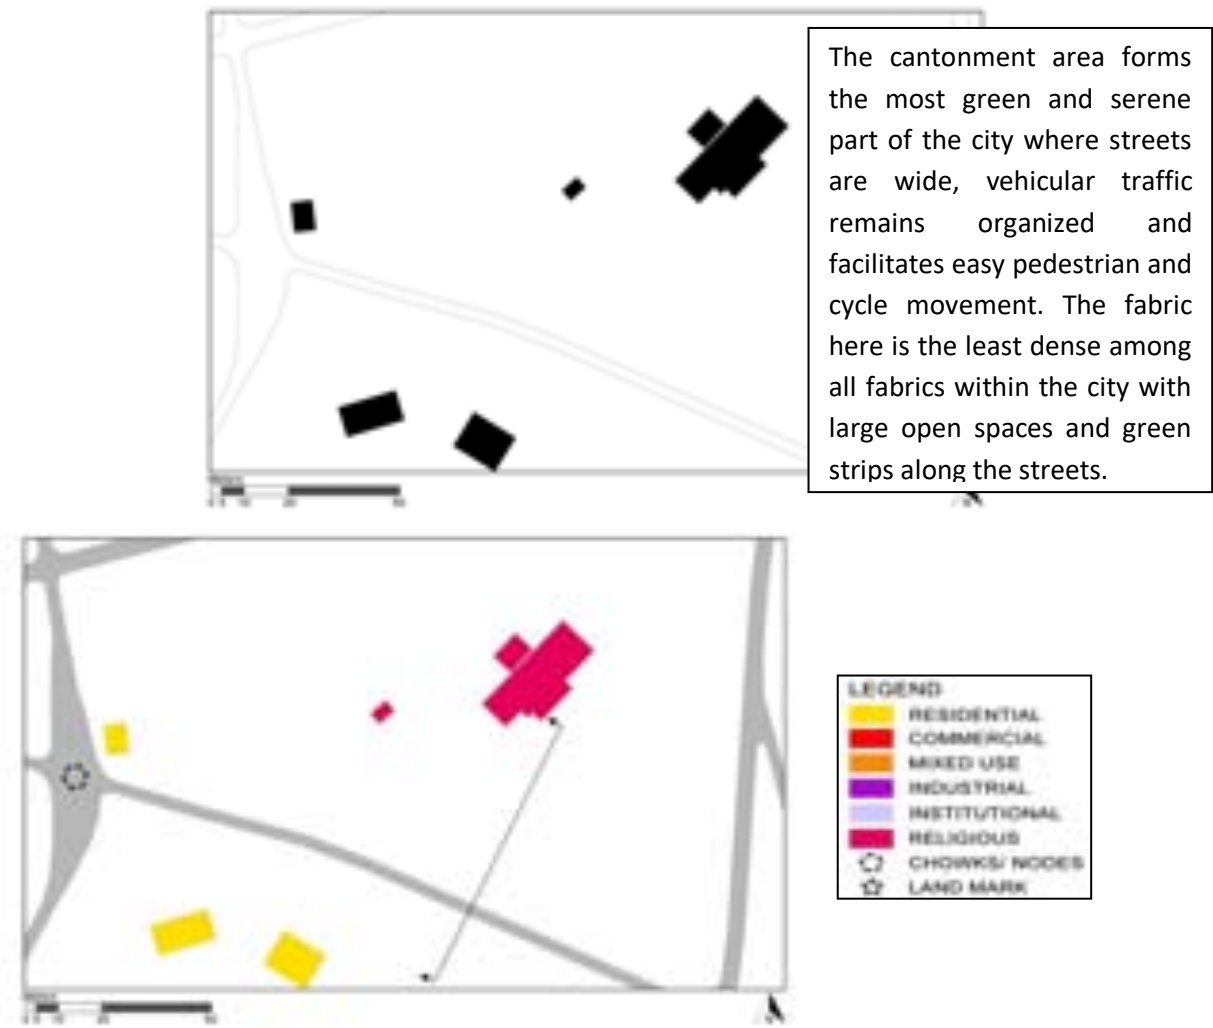 The cantonment area forms
the most green and serene
part of the city where streets
are wide, vehicular traffic
remains organized and
facilitates easy pedestrian and
cycle movement. The fabric
here is the least dense among
all fabrics within the city with
large open spaces and green
strips along the streets.
LEGEND
RESIDENTIAL
COMMERCIAL
MIXED USE
INDUSTRIAL
INSTITUTIONAL
RELIGIOUS
CHOWKS/ NODES
LAND MARK